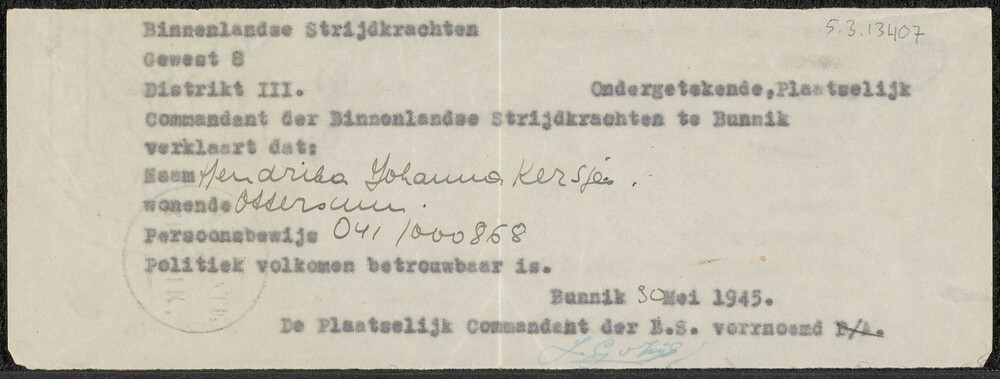 5.3.13407
Binnenlandse Strijdkrachten
Gewest 8
Distrikt III.
Ondergetekende,Plaatselijk
Commandant der Binnenlandse Strijdkrachten te Bunnik
verklaart dat:
Naam Hendrika Johanna Kersjes.
wonende
Persoonsbewijs 041/000868
Politiek volkomen betrouwbaar is.
Bunnik 30 Mei 1945.
De Plaatselijk Commandant der B.S. vorrnoemd P/A.